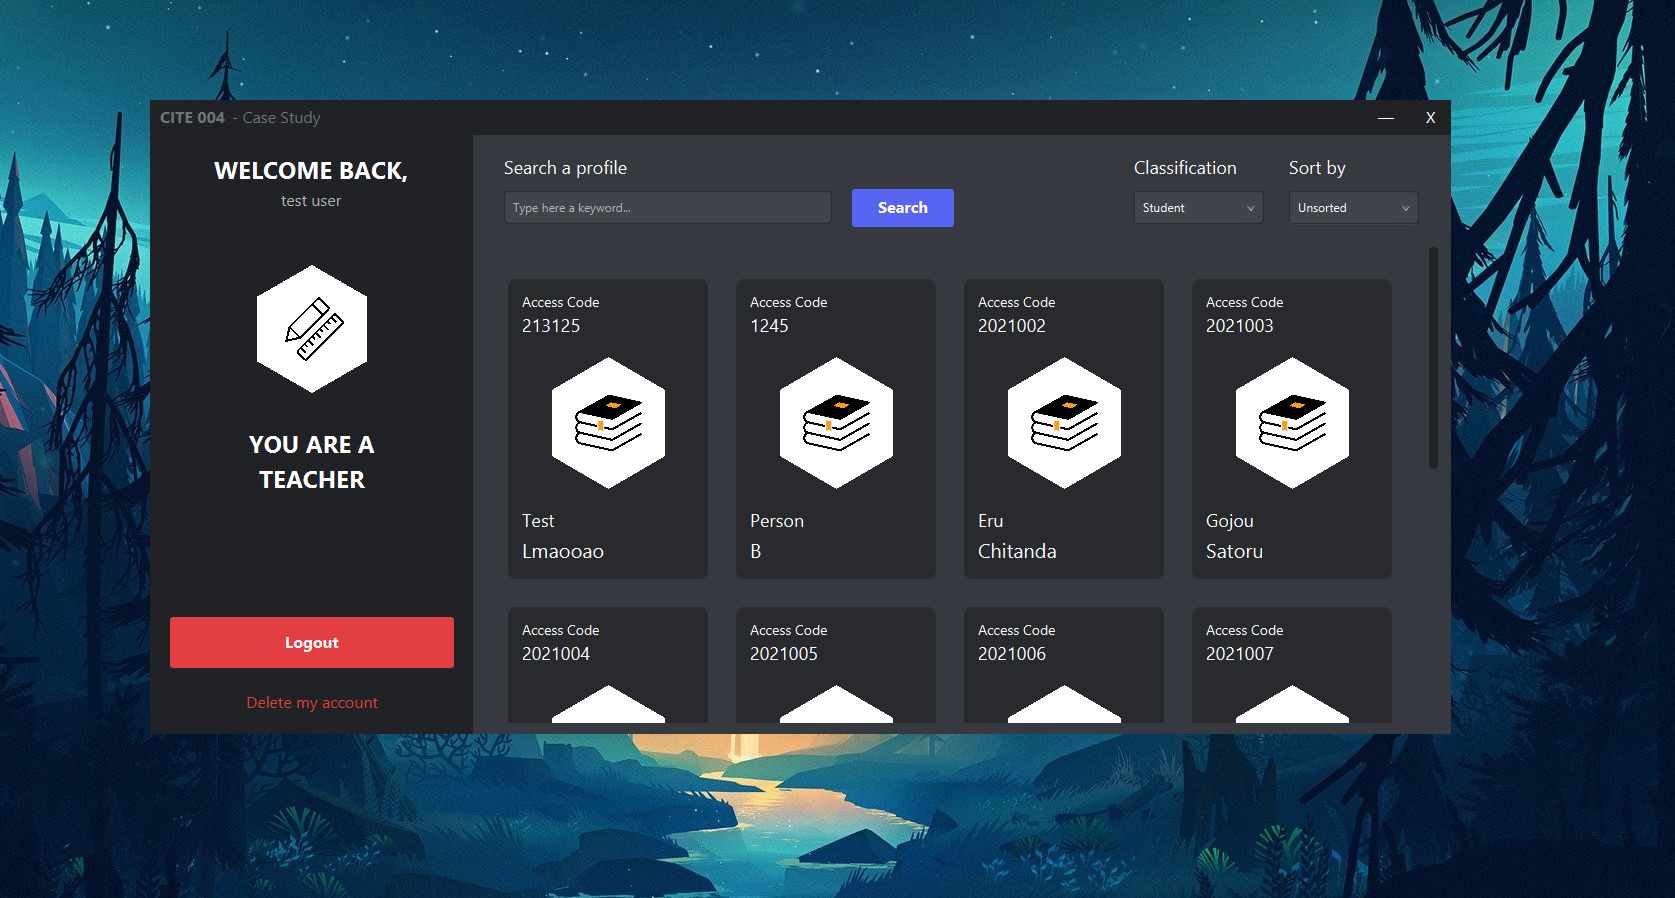 CITE 004 - Case Study
— X
WELCOME BACK,
test user
YOU ARE A
TEACHER
Logout
Delete my account
Search a profile
Type here a keyword...
Search
Classification
Student
Sort by
Unsorted
Access Code
213125
Test
Lmaooao
Access Code
1245
Person
B
Access Code
2021002
Eru
Chitanda
Access Code
2021003
Gojou
Satoru
Access Code
2021004
Access Code
2021005
Access Code
2021006
Access Code
2021007